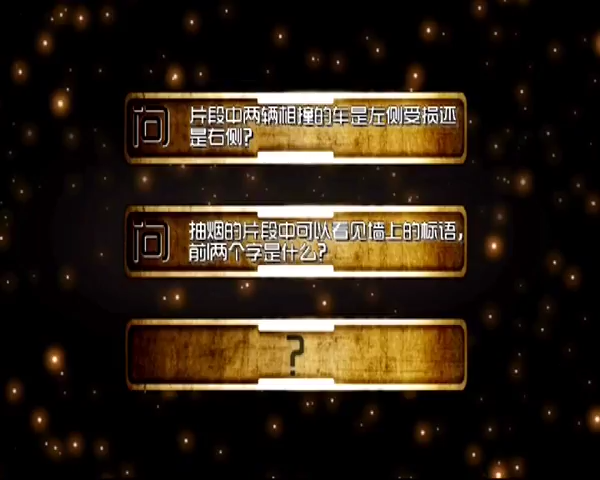 问 片段中两辆相撞的车是左侧受损还
是右侧?
问 抽烟的片段中可以看见墙上的标语,
前两个字是什么?
?